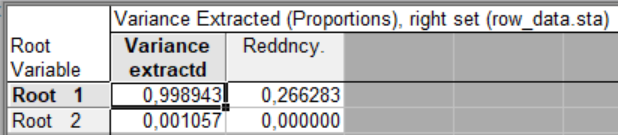 Variance Extracted (Proportions), right set (row_data.sta)
Root Variance Reddncy.
Variable extractd
Root 1 0,998943 0,266283
Root 2 0,001057 0,000000